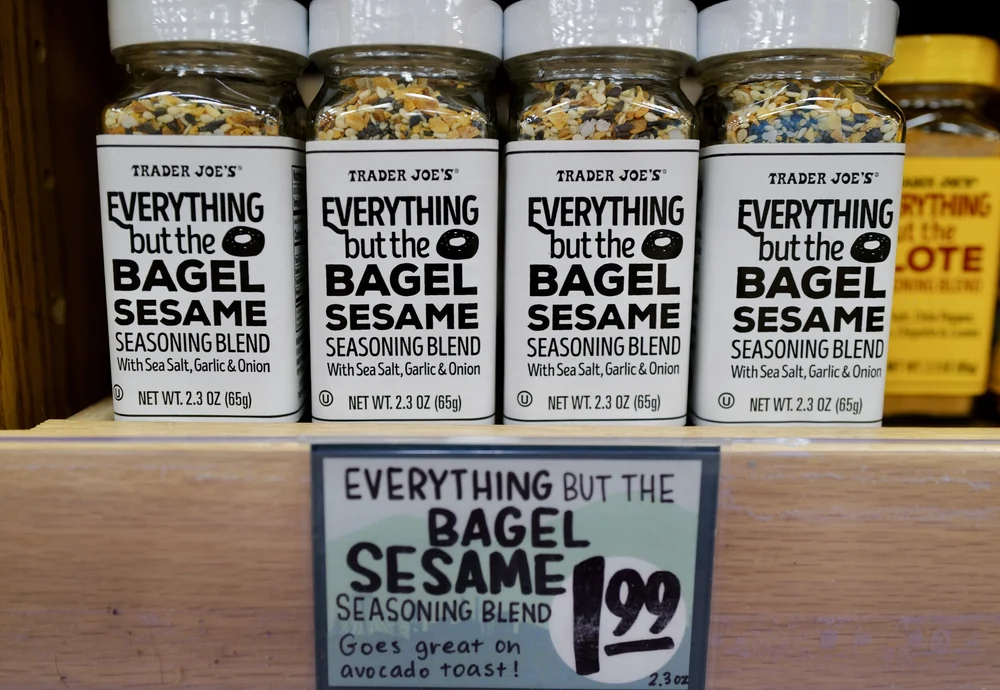 TRADER JOE'S®
EVERYTHING
but the
BAGEL
SESAME
SEASONING BLEND
With Sea Salt, Garlic & Onion
Ⓤ NET WT. 2.3 OZ (65g)
TRADER JOE'S®
EVERYTHING
but the
BAGEL
SESAME
SEASONING BLEND
With Sea Salt, Garlic & Onion
Ⓤ NET WT. 2.3 OZ (65g)
TRADER JOE'S®
EVERYTHING
but the
BAGEL
SESAME
SEASONING BLEND
With Sea Salt, Garlic & Onion
Ⓤ NET WT. 2.3 OZ (65g)
TRADER JOE'S®
EVERYTHING
but the
BAGEL
SESAME
SEASONING BLEND
With Sea Salt, Garlic & Onion
Ⓤ NET WT. 2.3 OZ (65g)
JOE'S
RYTHING
the
LOTE
BLEND
EVERYTHING BUT THE
BAGEL
SESAME
SEASONING BLEND
1.99
Goes great on
avocado toast!
2.3 oz